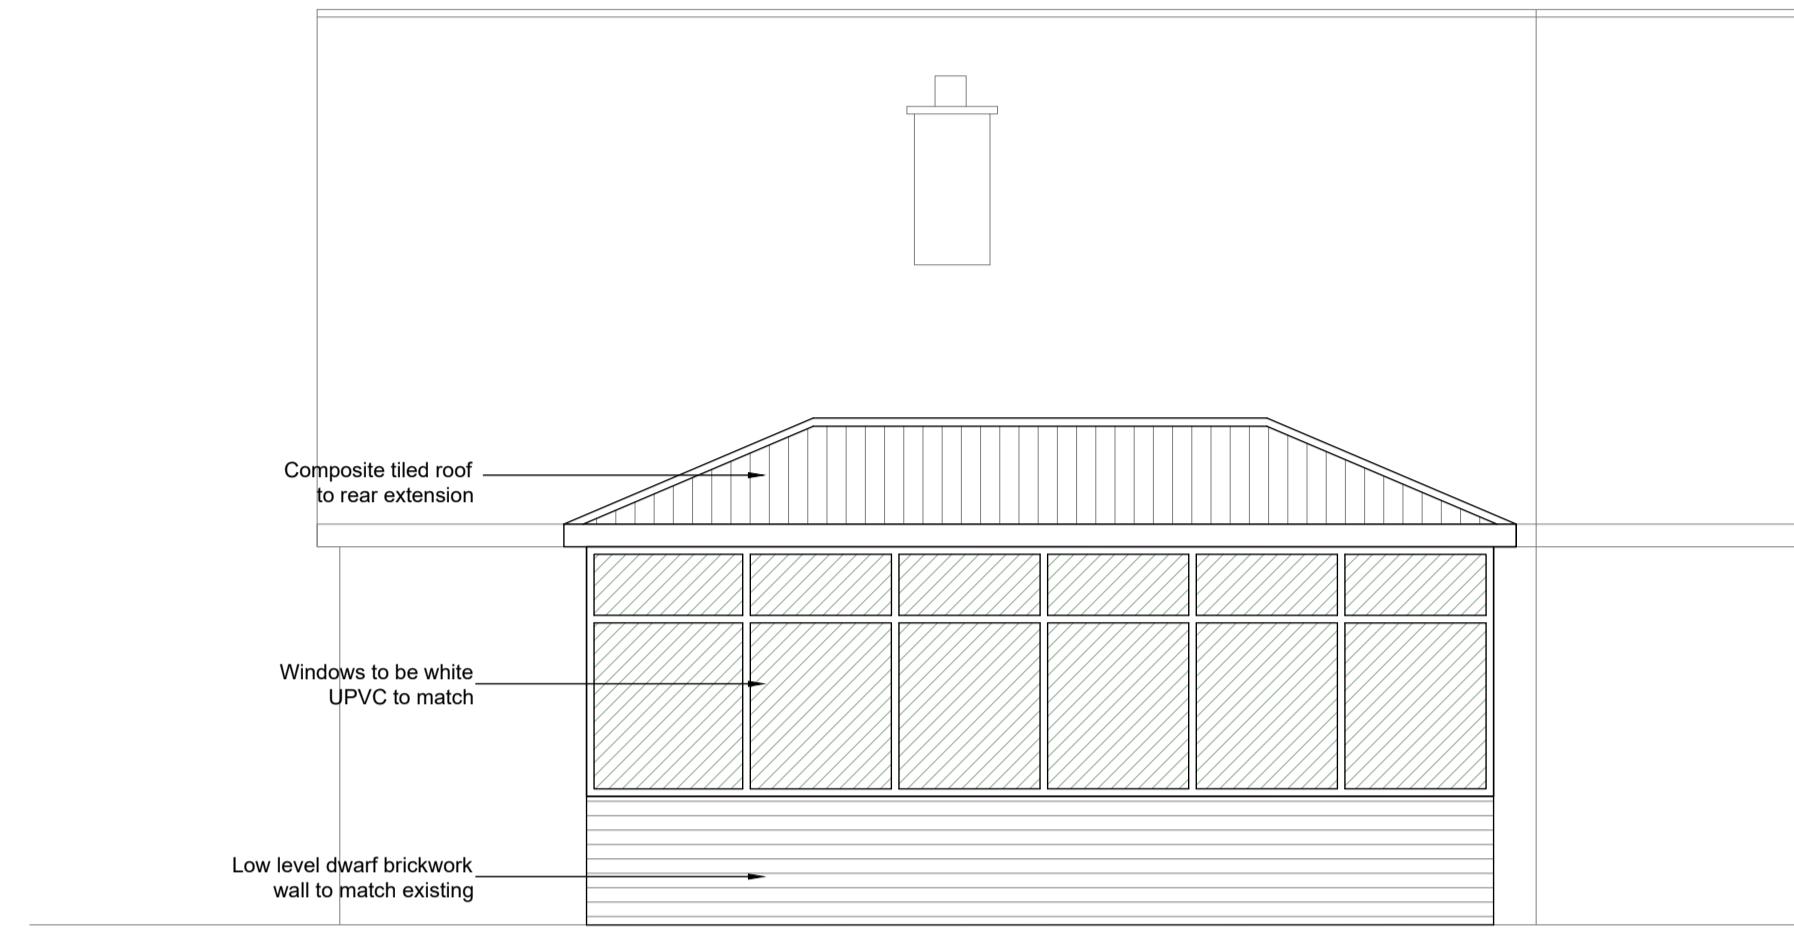 Composite tiled roof
to rear extension
Windows to be white
UPVC to match
Low level dwarf brickwork
wall to match existing